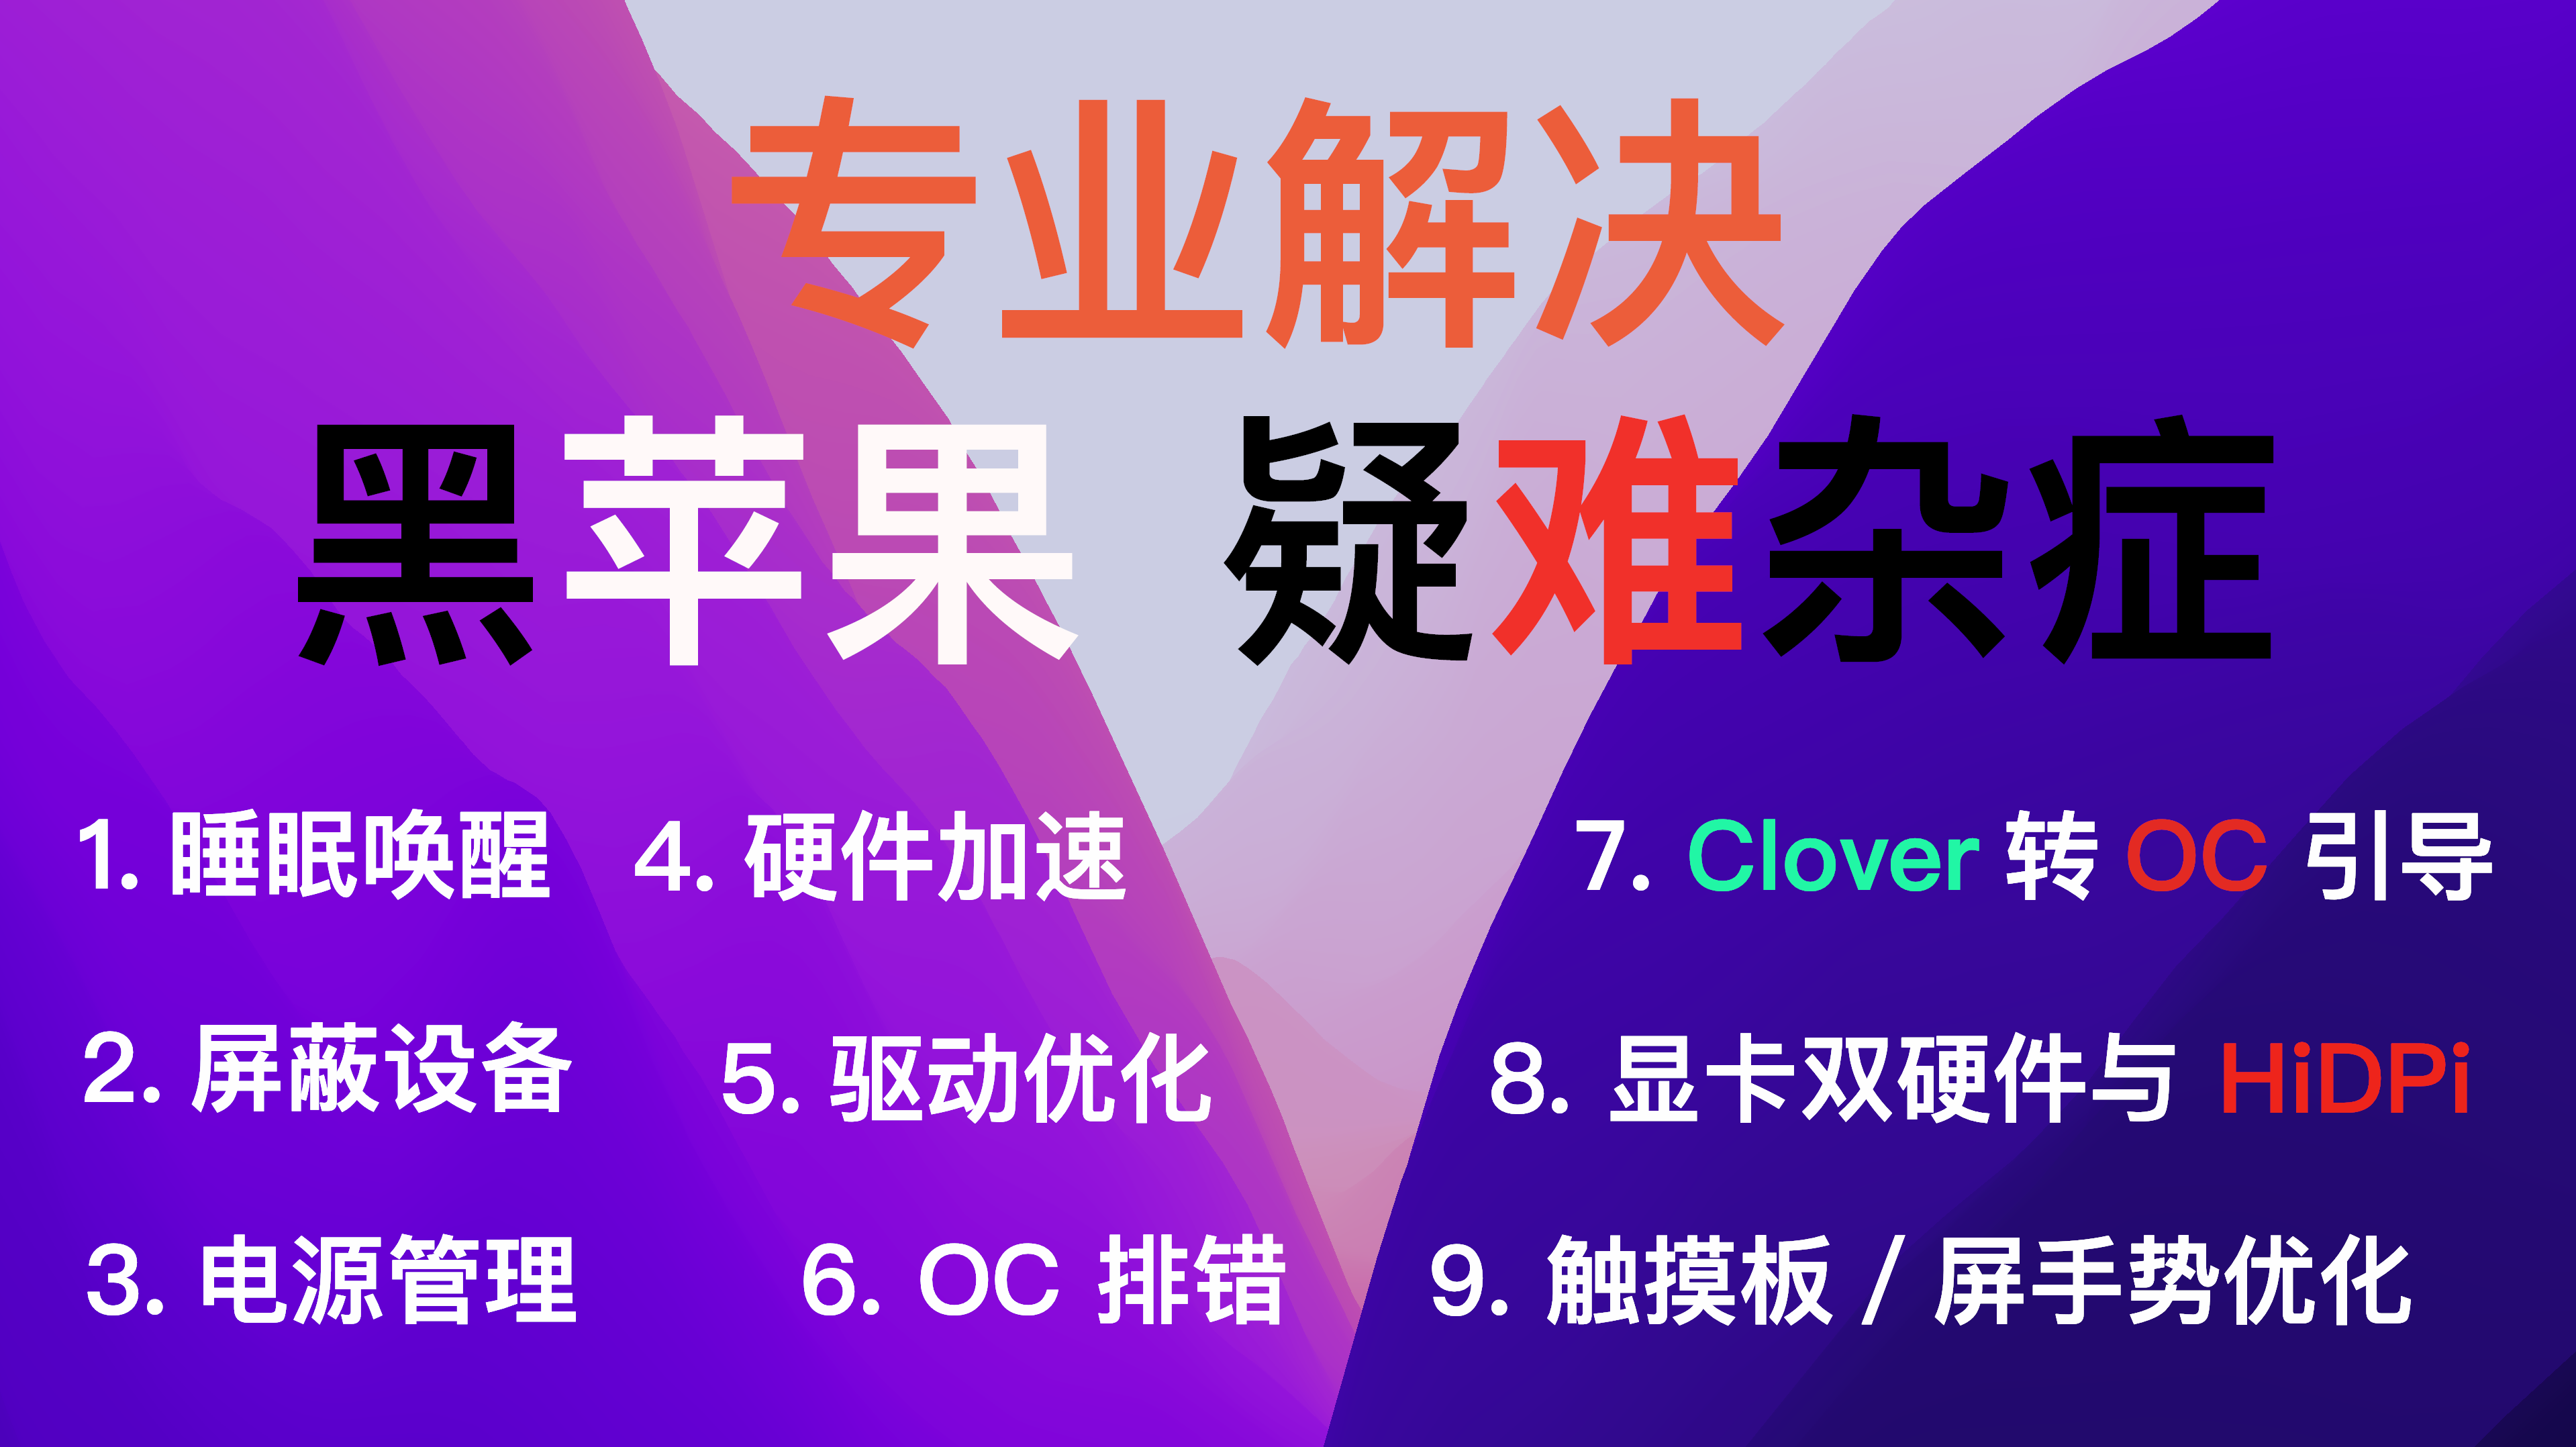 专业解决
黑苹果 疑难杂症
1. 睡眠唤醒
2. 屏蔽设备
3. 电源管理
4. 硬件加速
5. 驱动优化
6. OC 排错
7. Clover 转 OC 引导
8. 显卡双硬件与 HiDPi
9. 触摸板 / 屏手势优化